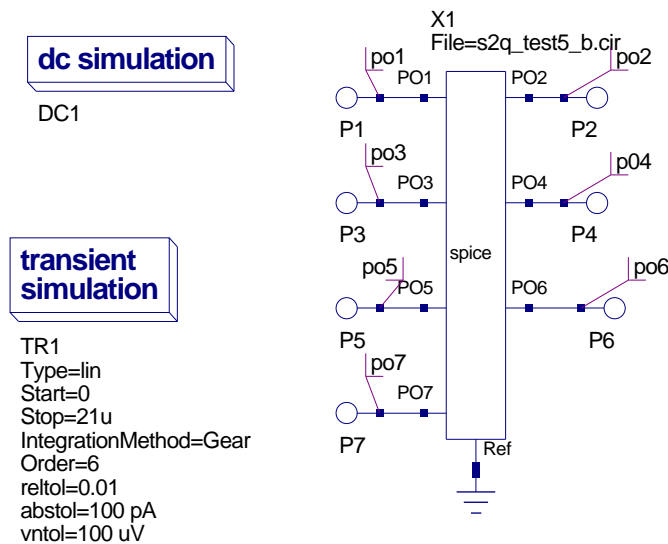 dc simulation
DC1
transient
simulation
TR1
Type=lin
Start=0
Stop=21u
IntegrationMethod=Gear
Order=6
reltol=0.01
abstol=100 pA
vntol=100 uV
X1
File=s2q_test5_b.cir
po1
PO1
PO2
po2
P1
P2
po3
PO3
PO4
p04
P3
P4
spice
po5
PO5
PO6
po6
P5
P6
po7
PO7
P7
Ref